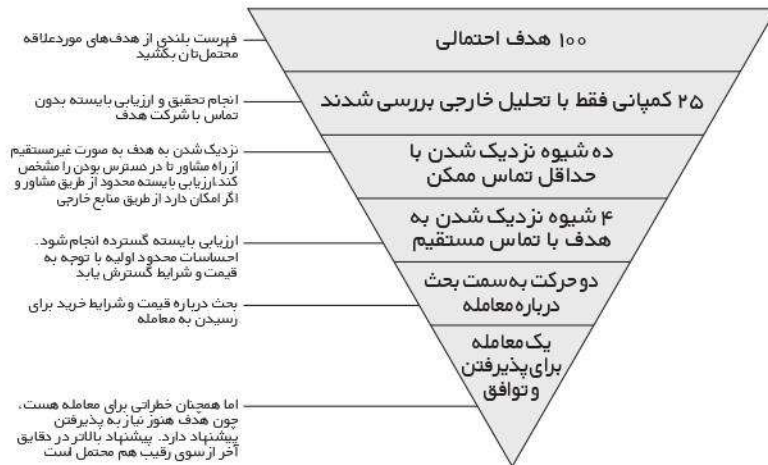 ۱۰۰ هدف احتمالی
فهرست بلندی از هدف‌های موردعلاقه
محتمل‌تان بکشید
۲۵ کمپانی فقط با تحلیل خارجی بررسی شدند
انجام تحقیق و ارزیابی بایسته بدون
تماس با شرکت هدف
ده شیوه نزدیک شدن با
حداقل تماس ممکن
نزدیک شدن به هدف به صورت غیرمستقیم
از راه مشاور تا در دسترس بودن را مشخص
کند.ارزیابی بایسته محدود از طریق مشاور و
اگر امکان دارد از طریق منابع خارجی
۴ شیوه نزدیک شدن به
هدف با تماس مستقیم
ارزیابی بایسته گسترده انجام شود.
احساسات محدود اولیه با توجه به
قیمت و شرایط گسترش یابد
دو حرکت به سمت بحث
درباره معامله
بحث درباره قیمت و شرایط خرید برای
رسیدن به معامله
یک معامله
برای پذیرفتن
و توافق
اما همچنان خطراتی برای معامله هست،
چون هدف هنوز نیاز به پذیرفتن
پیشنهاد دارد. پیشنهاد بالاتر در دقایق
آخر از سوی رقیب هم محتمل است